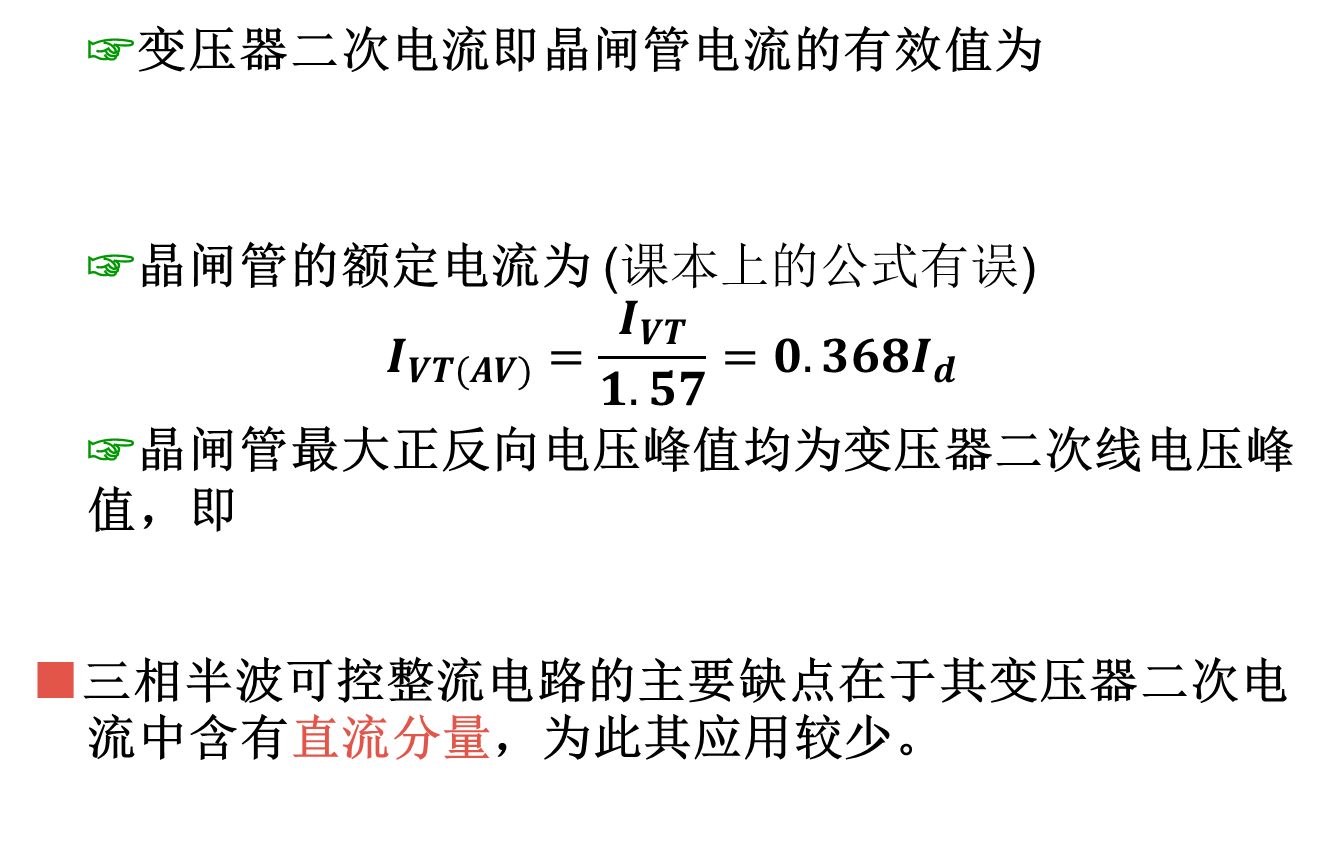 ☞变压器二次电流即晶闸管电流的有效值为
☞晶闸管的额定电流为 (课本上的公式有误)
I_{VT(AV)} = \frac{I_{VT}}{1.57} = 0.368I_d
☞晶闸管最大正反向电压峰值均为变压器二次线电压峰
值，即
■三相半波可控整流电路的主要缺点在于其变压器二次电
流中含有直流分量，为此其应用较少。